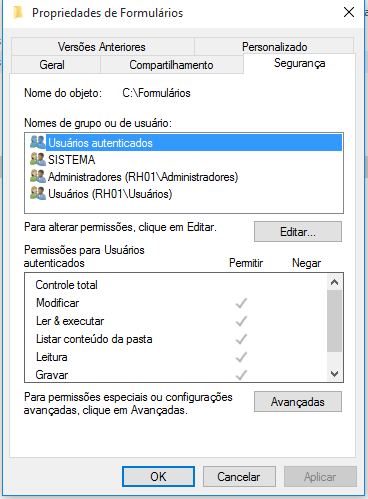 Propriedades de Formulários
Versões Anteriores Personalizado
Geral Compartilhamento Segurança
Nome do objeto: C:\Formulários
Nomes de grupo ou de usuário:
Usuários autenticados
SISTEMA
Administradores (RH01\Administradores)
Usuários (RH01\Usuários)
Para alterar permissões, clique em Editar. Editar...
Permissões para Usuários
autenticados Permitir Negar
Controle total
Modificar
Ler & executar
Listar conteúdo da pasta
Leitura
Gravar
Para permissões especiais ou configurações
avançadas, clique em Avançadas. Avançadas
OK Cancelar Aplicar